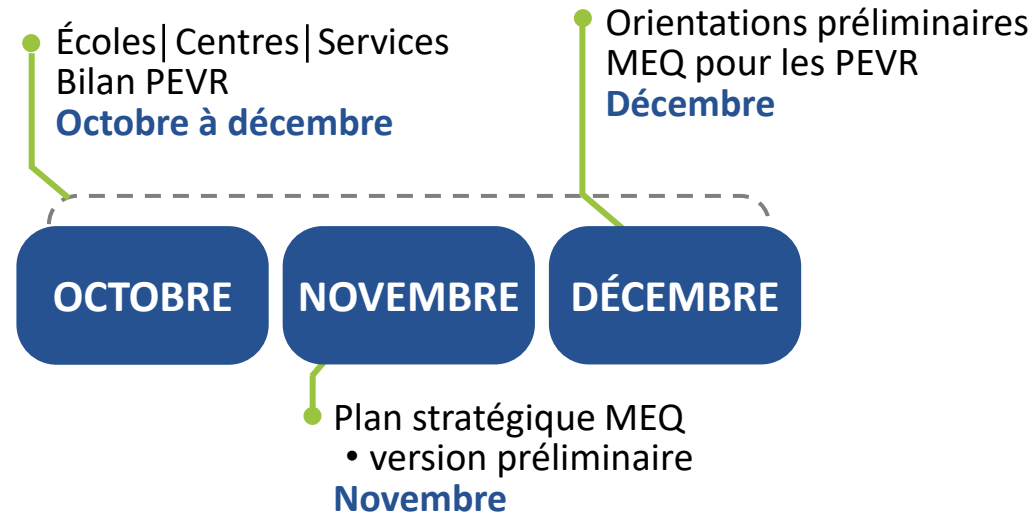 Écoles|Centres|Services
Bilan PEVR
Octobre à décembre
Orientations préliminaires
MEQ pour les PEVR
Décembre
OCTOBRE
NOVEMBRE
DÉCEMBRE
Plan stratégique MEQ
• version préliminaire
Novembre